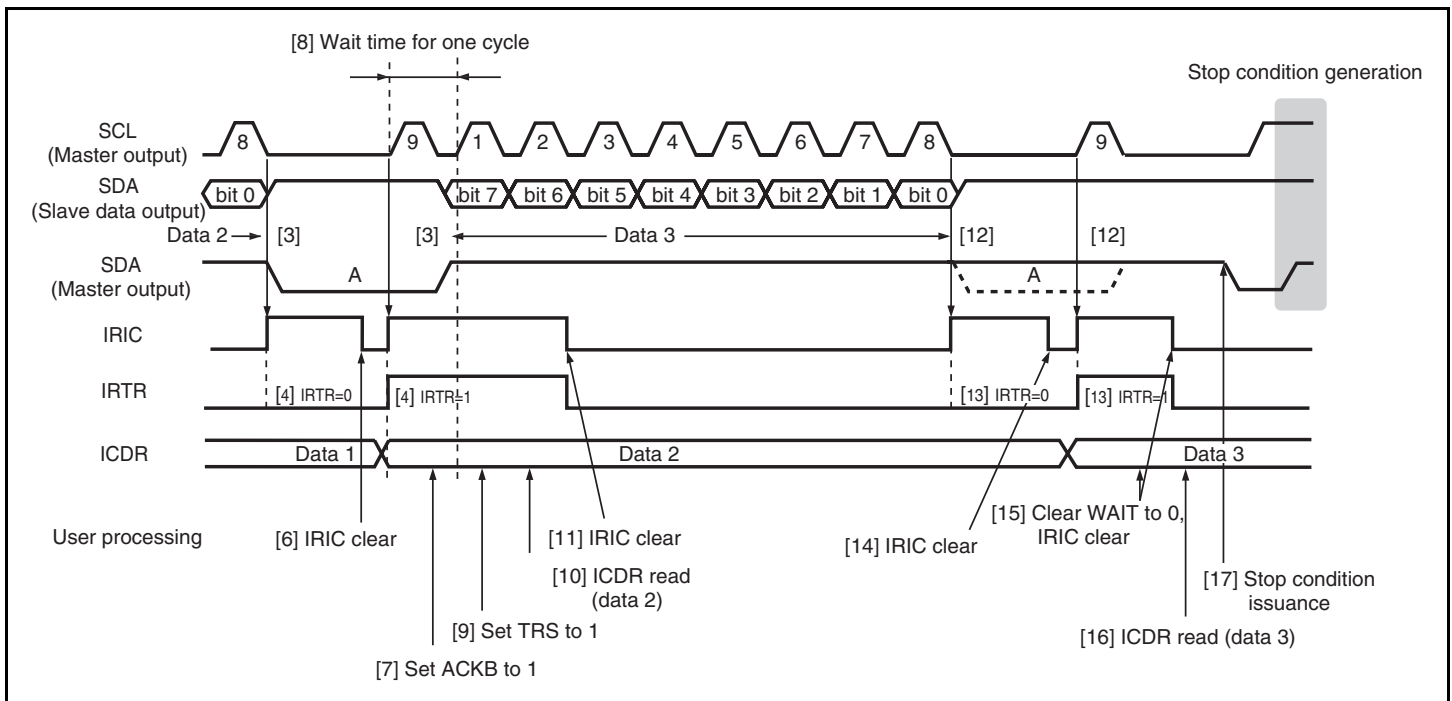 [8] Wait time for one cycle
Stop condition generation
SCL
(Master output)
8 9 1 2 3 4 5 6 7 8 9
SDA
(Slave data output)
bit 0 bit 7 bit 6 bit 5 bit 4 bit 3 bit 2 bit 1 bit 0
Data 2 [3] [3] Data 3 [12] [12]
SDA
(Master output)
A A
IRIC
IRTR
[4] IRTR=0 [4] IRTR=1 [13] IRTR=0 [13] IRTR=1
ICDR
Data 1 Data 2 Data 3
User processing
[6] IRIC clear
[11] IRIC clear
[14] IRIC clear
[15] Clear WAIT to 0,
IRIC clear
[10] ICDR read
(data 2)
[17] Stop condition
issuance
[9] Set TRS to 1
[16] ICDR read (data 3)
[7] Set ACKB to 1